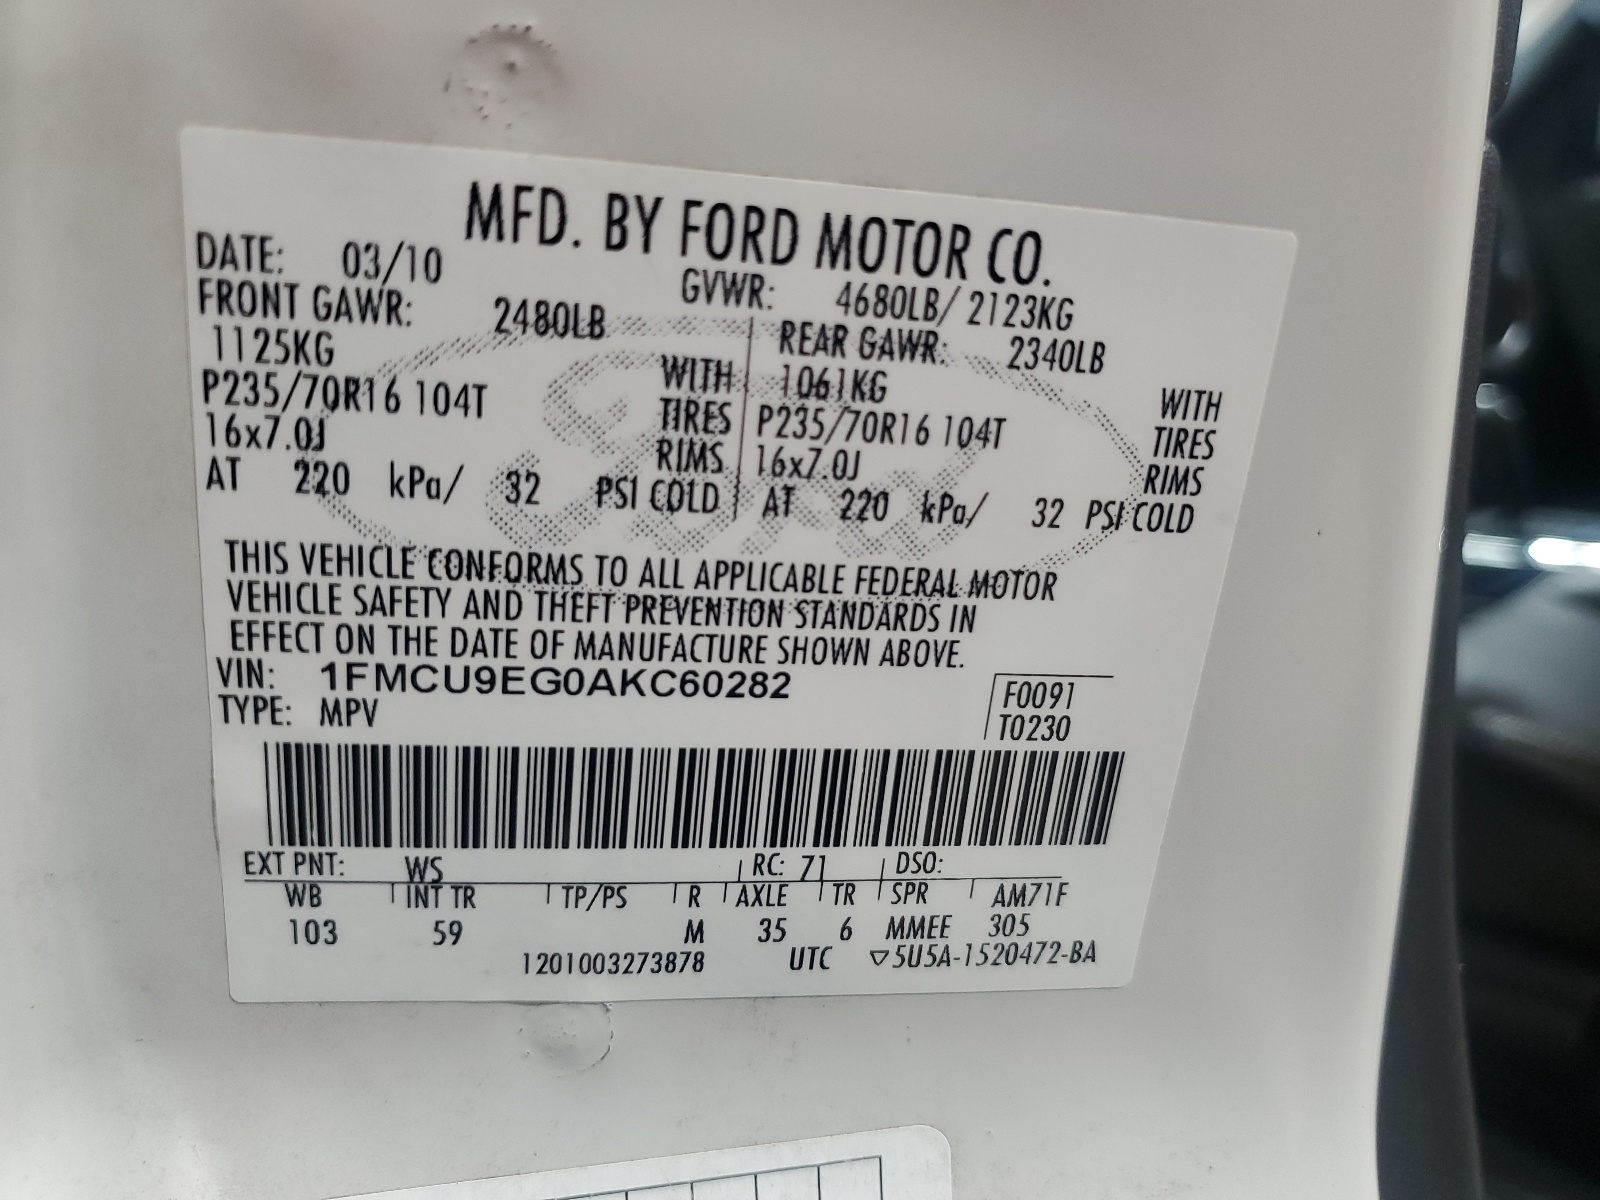 MFD. BY FORD MOTOR CO.
DATE: 03/10 GVWR: 4680LB/ 2123KG
FRONT GAWR: 2480LB REAR GAWR: 2340LB
1125KG WITH 1061KG WITH
P235/70R16 104T TIRES P235/70R16 104T TIRES
16x7.0J RIMS 16x7.0J RIMS
AT 220 kPa/ 32 PSI COLD AT 220 kPa/ 32 PSI COLD
THIS VEHICLE CONFORMS TO ALL APPLICABLE FEDERAL MOTOR
VEHICLE SAFETY AND THEFT PREVENTION STANDARDS IN
EFFECT ON THE DATE OF MANUFACTURE SHOWN ABOVE.
VIN: 1FMCU9EG0AKC60282 F0091
TYPE: MPV T0230
EXT PNT: WS RC: 71 DSO:
WB INT TR TP/PS R AXLE TR SPR AM71F
103 59 M 35 6 MMEE 305
1201003273878 UTC ▽5U5A-1520472-BA
Ford